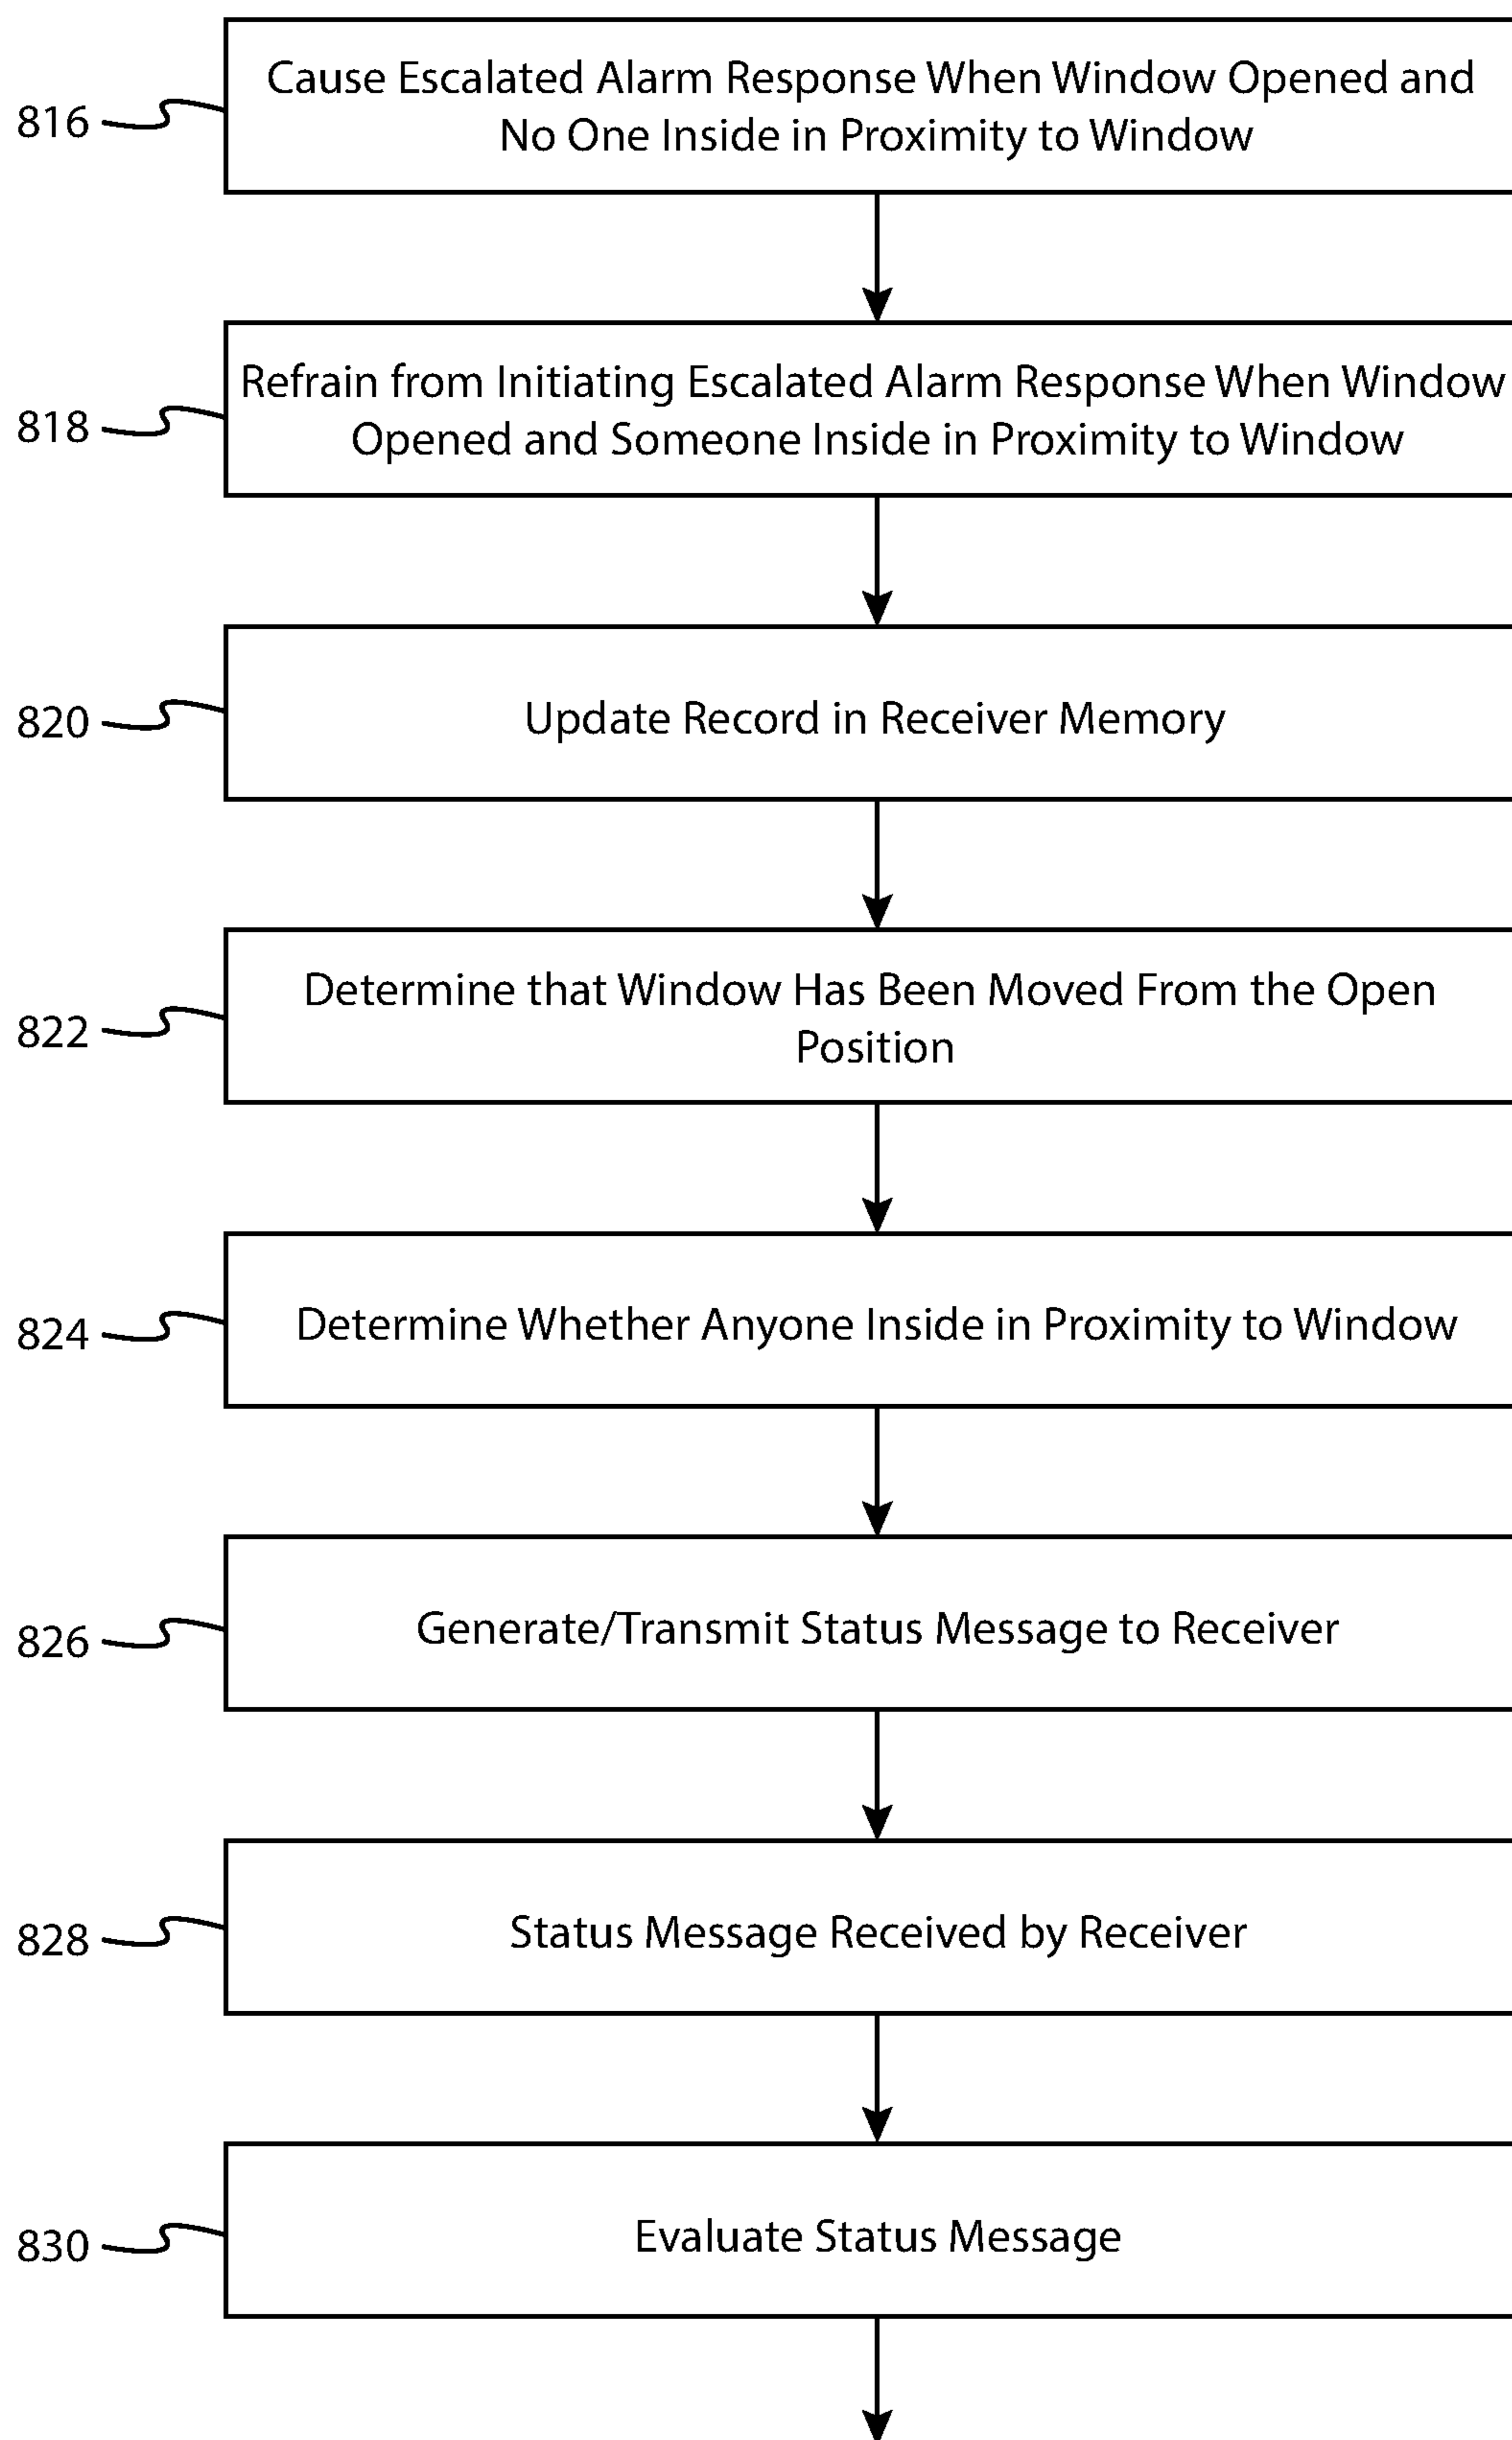 816
Cause Escalated Alarm Response When Window Opened and
No One Inside in Proximity to Window
818
Refrain from Initiating Escalated Alarm Response When Window
Opened and Someone Inside in Proximity to Window
820
Update Record in Receiver Memory
822
Determine that Window Has Been Moved From the Open
Position
824
Determine Whether Anyone Inside in Proximity to Window
826
Generate/Transmit Status Message to Receiver
828
Status Message Received by Receiver
830
Evaluate Status Message